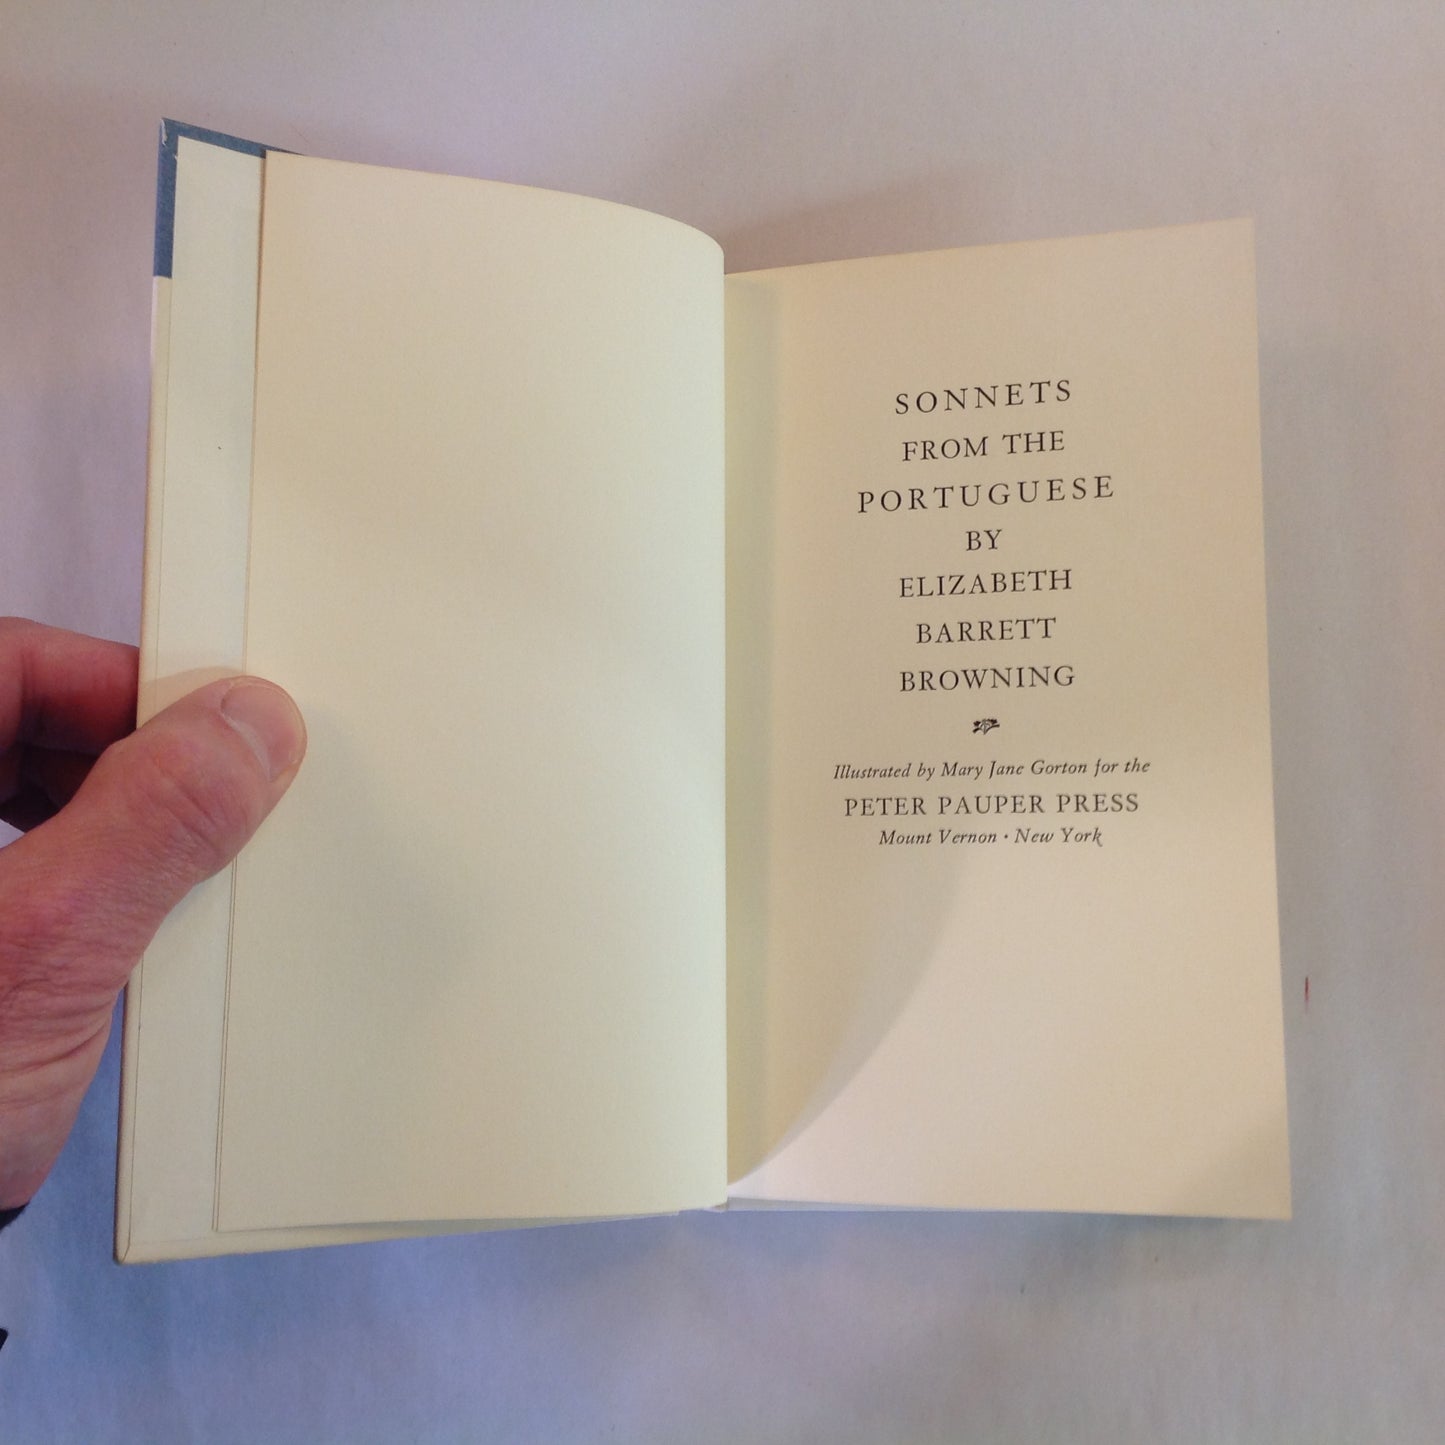 SONNETS
FROM THE
PORTUGUESE
BY
ELIZABETH
BARRETT
BROWNING
Illustrated by Mary Jane Gorton for the
PETER PAUPER PRESS
Mount Vernon • New York